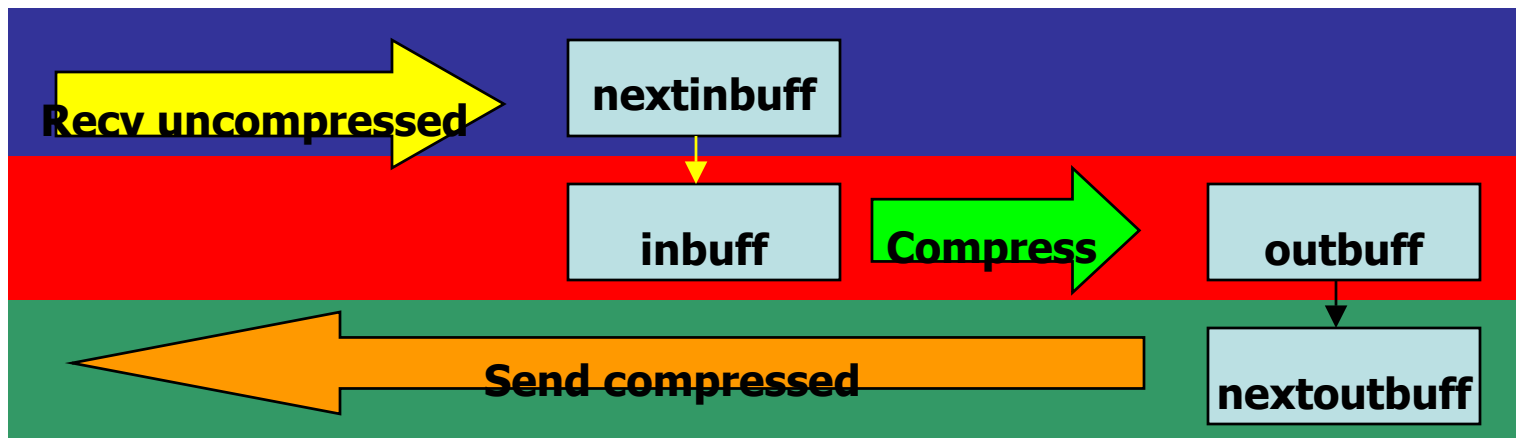 Recv uncompressed
nextinbuff
inbuff
Compress
outbuff
Send compressed
nextoutbuff